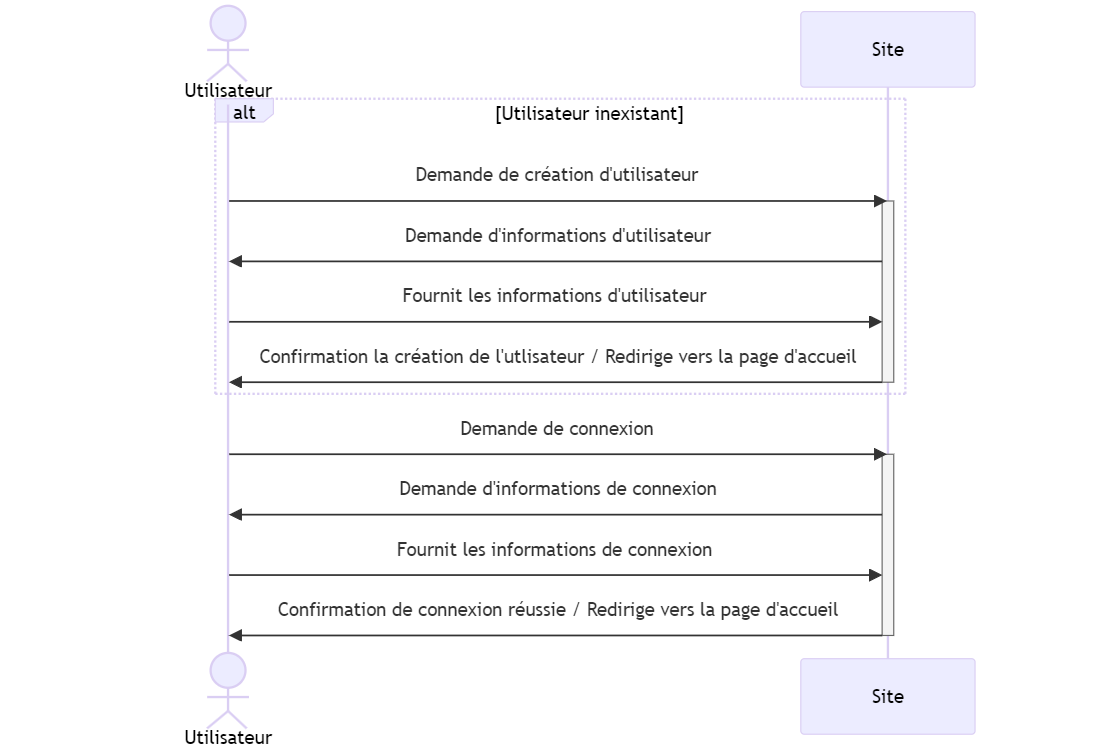 Utilisateur
Site
alt
[Utilisateur inexistant]
Demande de création d'utilisateur
Demande d'informations d'utilisateur
Fournit les informations d'utilisateur
Confirmation la création de l'utlisateur / Redirige vers la page d'accueil
Demande de connexion
Demande d'informations de connexion
Fournit les informations de connexion
Confirmation de connexion réussie / Redirige vers la page d'accueil
Site
Utilisateur